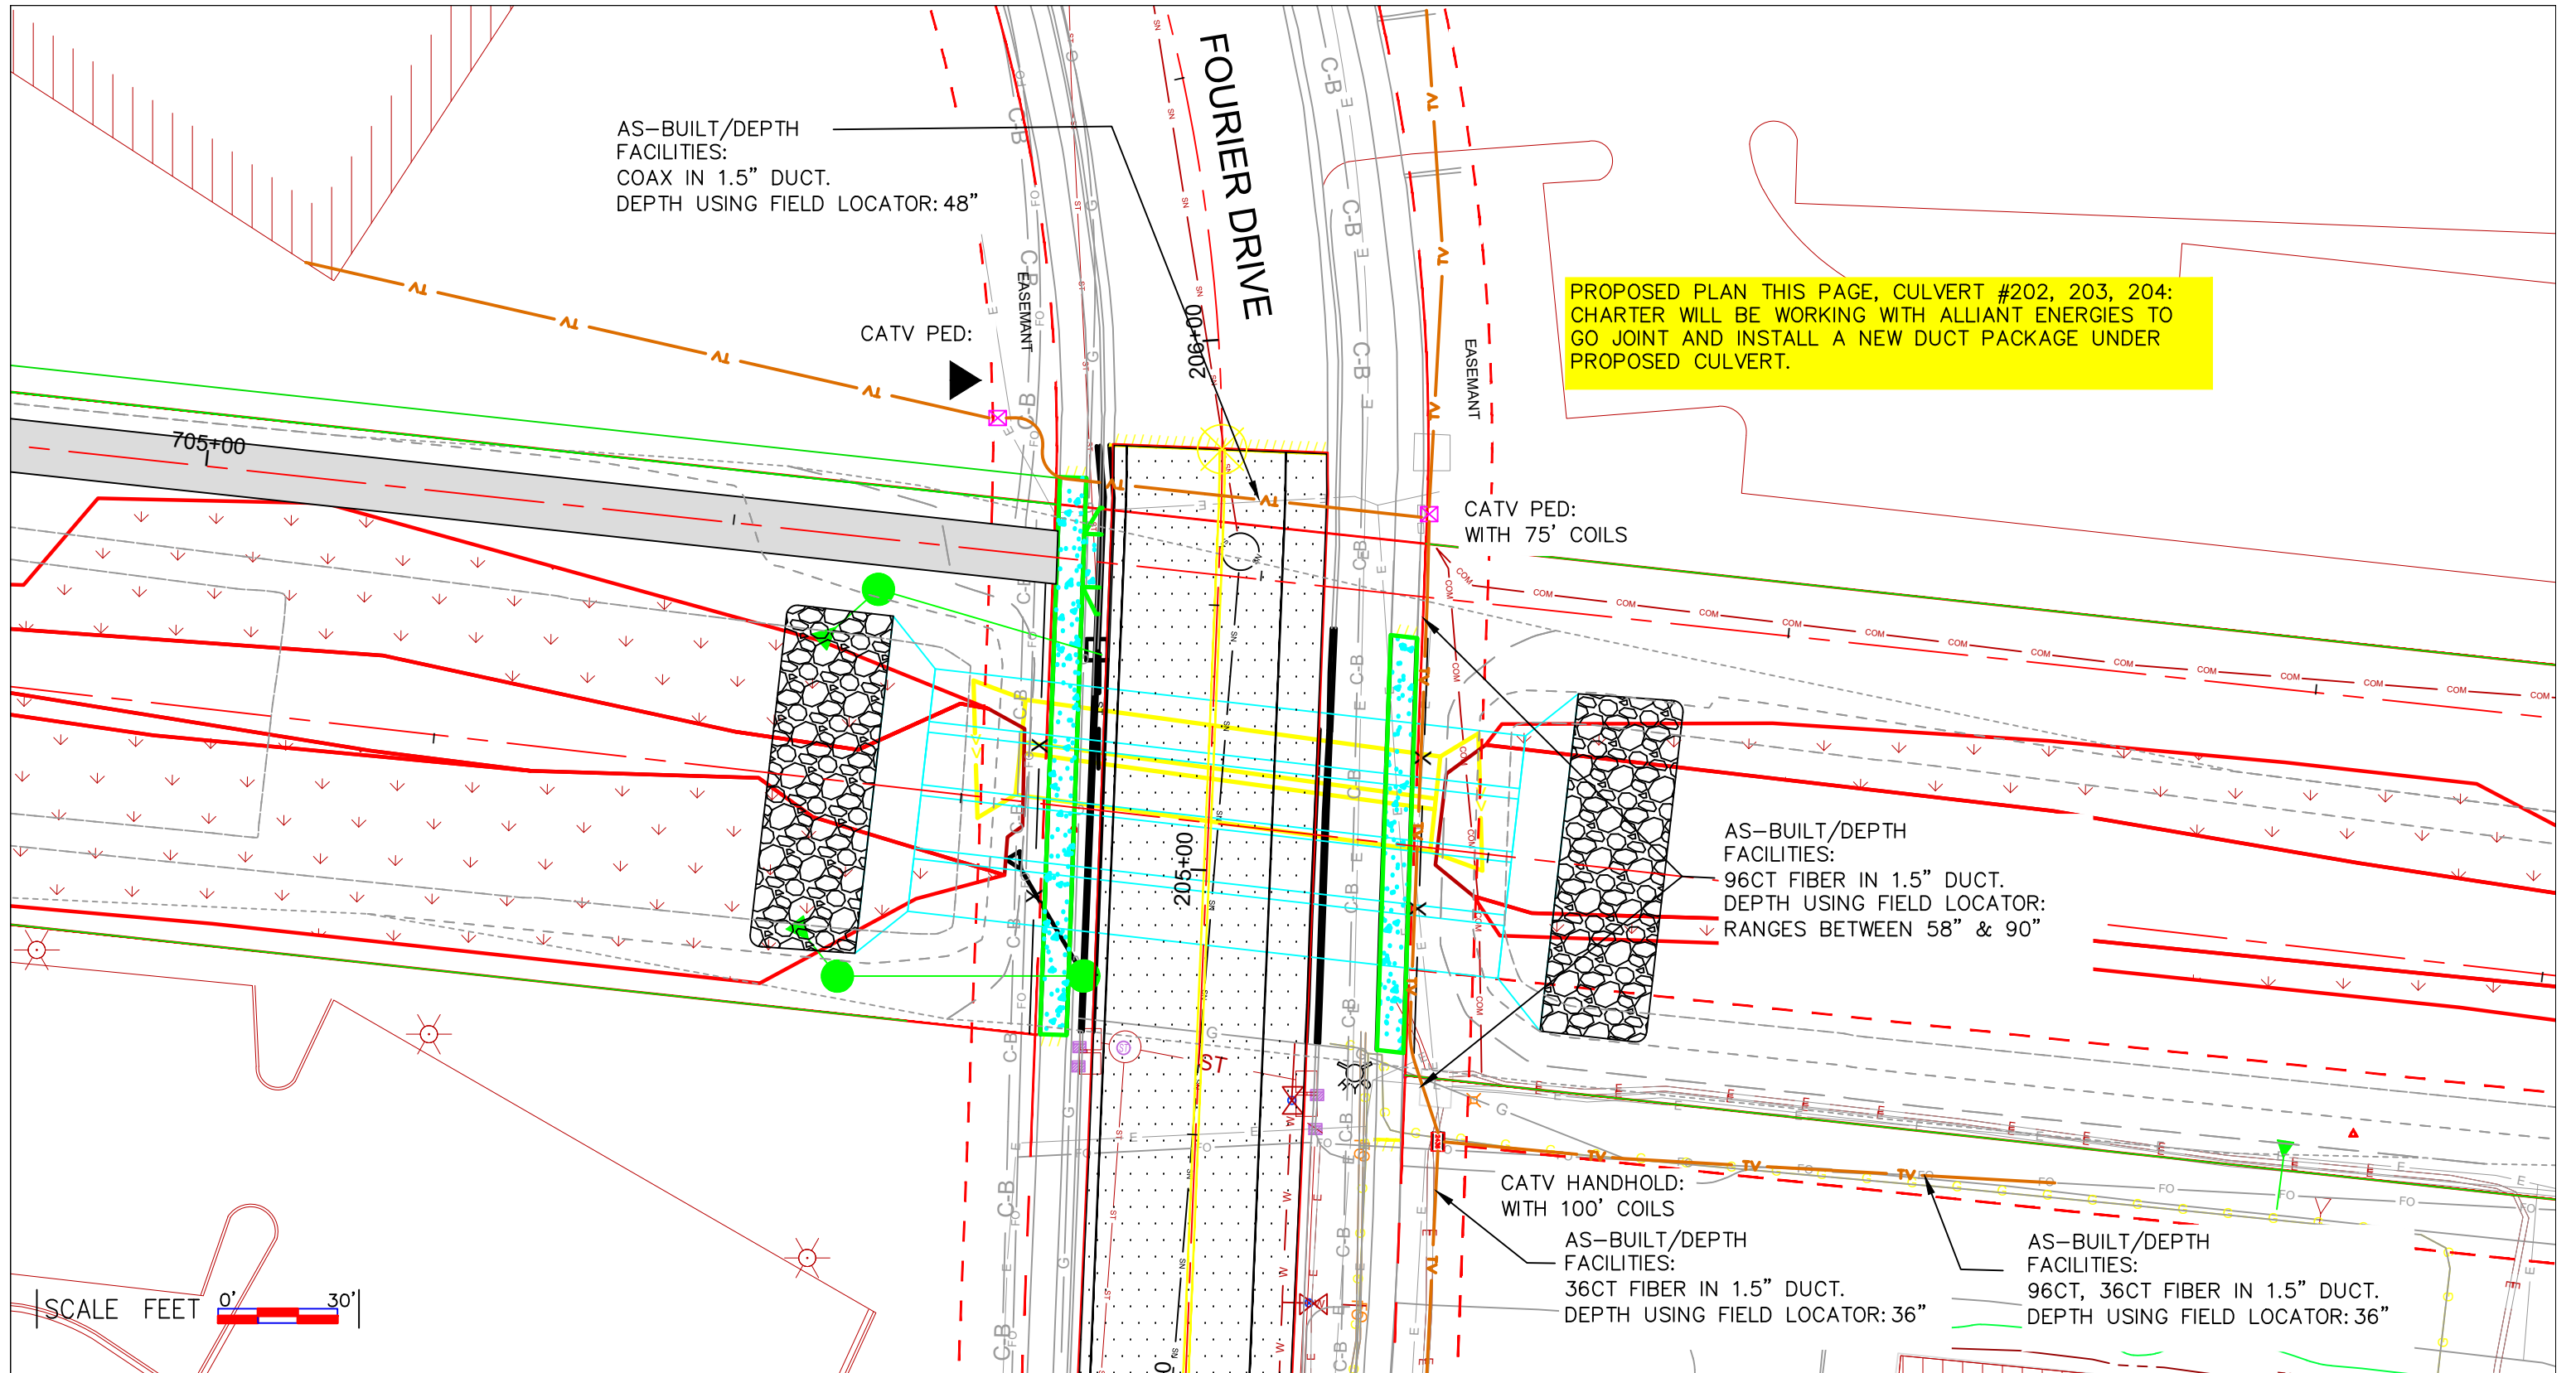 FOURIER DRIVE
AS-BUILT/DEPTH
FACILITIES:
COAX IN 1.5" DUCT.
DEPTH USING FIELD LOCATOR: 48"
CATV PED:
EASEMANT
206+00
EASEMANT
PROPOSED PLAN THIS PAGE, CULVERT #202, 203, 204:
CHARTER WILL BE WORKING WITH ALLIANT ENERGIES TO
GO JOINT AND INSTALL A NEW DUCT PACKAGE UNDER
PROPOSED CULVERT.
705+00
CATV PED:
WITH 75' COILS
205+00
AS-BUILT/DEPTH
FACILITIES:
96CT FIBER IN 1.5" DUCT.
DEPTH USING FIELD LOCATOR:
RANGES BETWEEN 58" & 90"
ST
CATV HANDHOLD:
WITH 100' COILS
AS-BUILT/DEPTH
FACILITIES:
36CT FIBER IN 1.5" DUCT.
DEPTH USING FIELD LOCATOR: 36"
AS-BUILT/DEPTH
FACILITIES:
96CT, 36CT FIBER IN 1.5" DUCT.
DEPTH USING FIELD LOCATOR: 36"
SCALE FEET 0' 30'